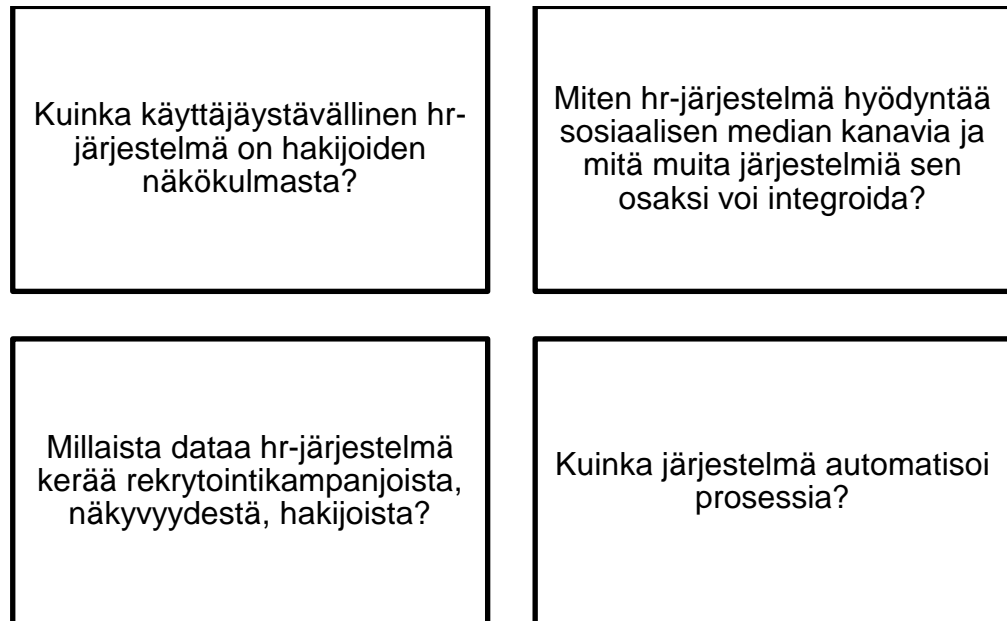 Kuinka käyttäjäystävällinen hr-
järjestelmä on hakijoiden
näkökulmasta?
Miten hr-järjestelmä hyödyntää
sosiaalisen median kanavia ja
mitä muita järjestelmiä sen
osaksi voi integroida?
Millaista dataa hr-järjestelmä
kerää rekrytointikampanjoista,
näkyvyydestä, hakijoista?
Kuinka järjestelmä automatisoi
prosessia?